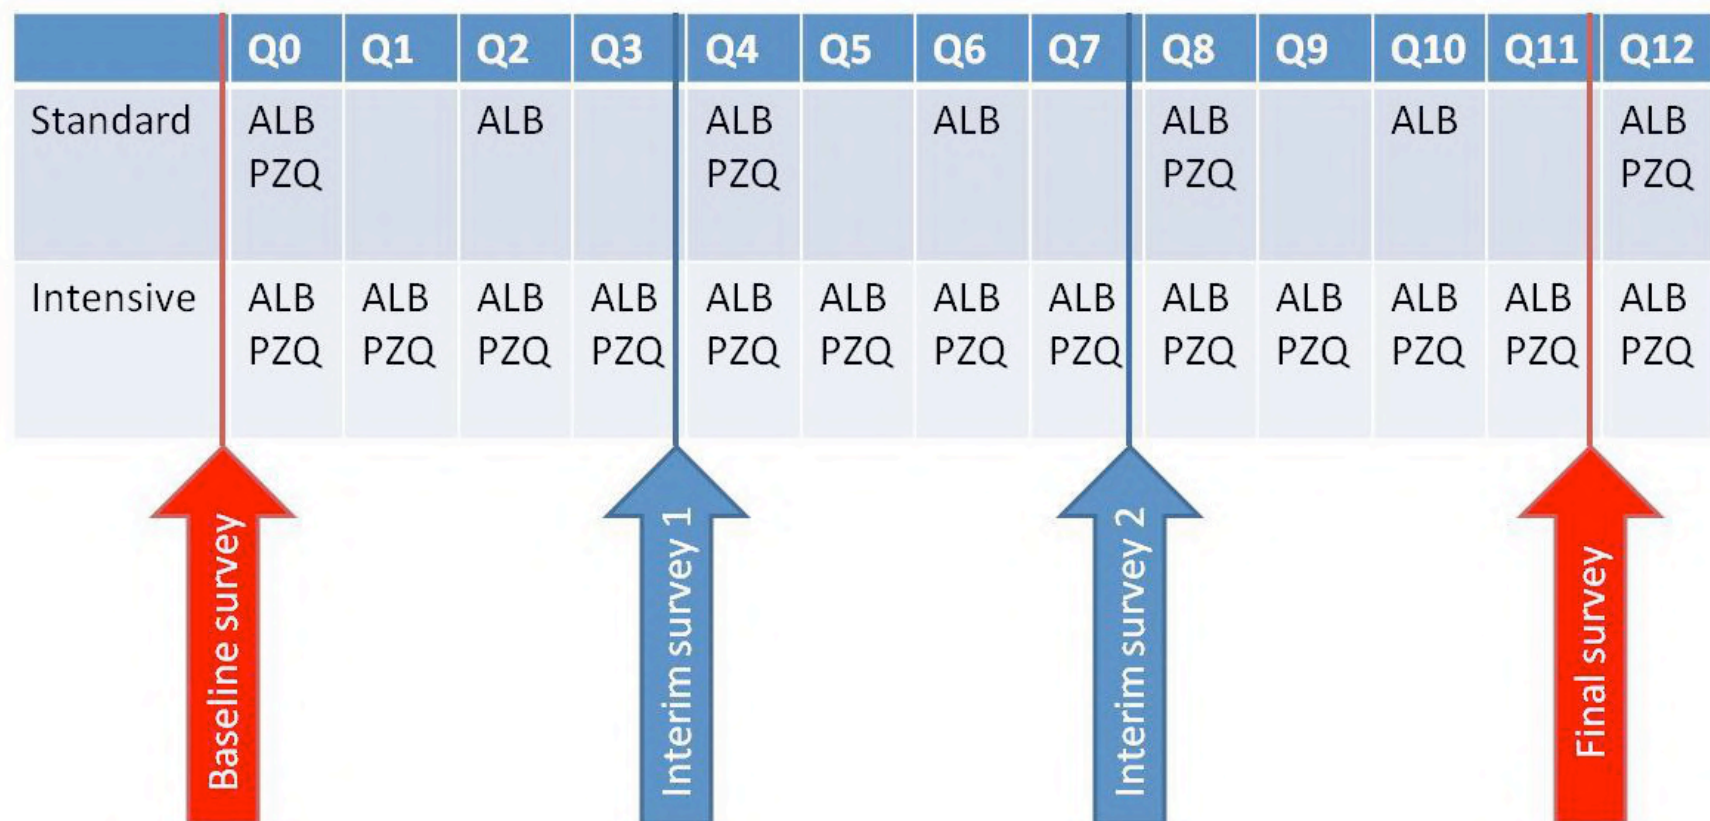 Q0 Q1 Q2 Q3 Q4 Q5 Q6 Q7 Q8 Q9 Q10 Q11 Q12
Standard ALB ALB ALB ALB ALB ALB ALB
PZQ PZQ PZQ PZQ
Intensive ALB ALB ALB ALB ALB ALB ALB ALB ALB ALB ALB ALB ALB
PZQ PZQ PZQ PZQ PZQ PZQ PZQ PZQ PZQ PZQ PZQ PZQ PZQ
Baseline survey
Interim survey 1
Interim survey 2
Final survey